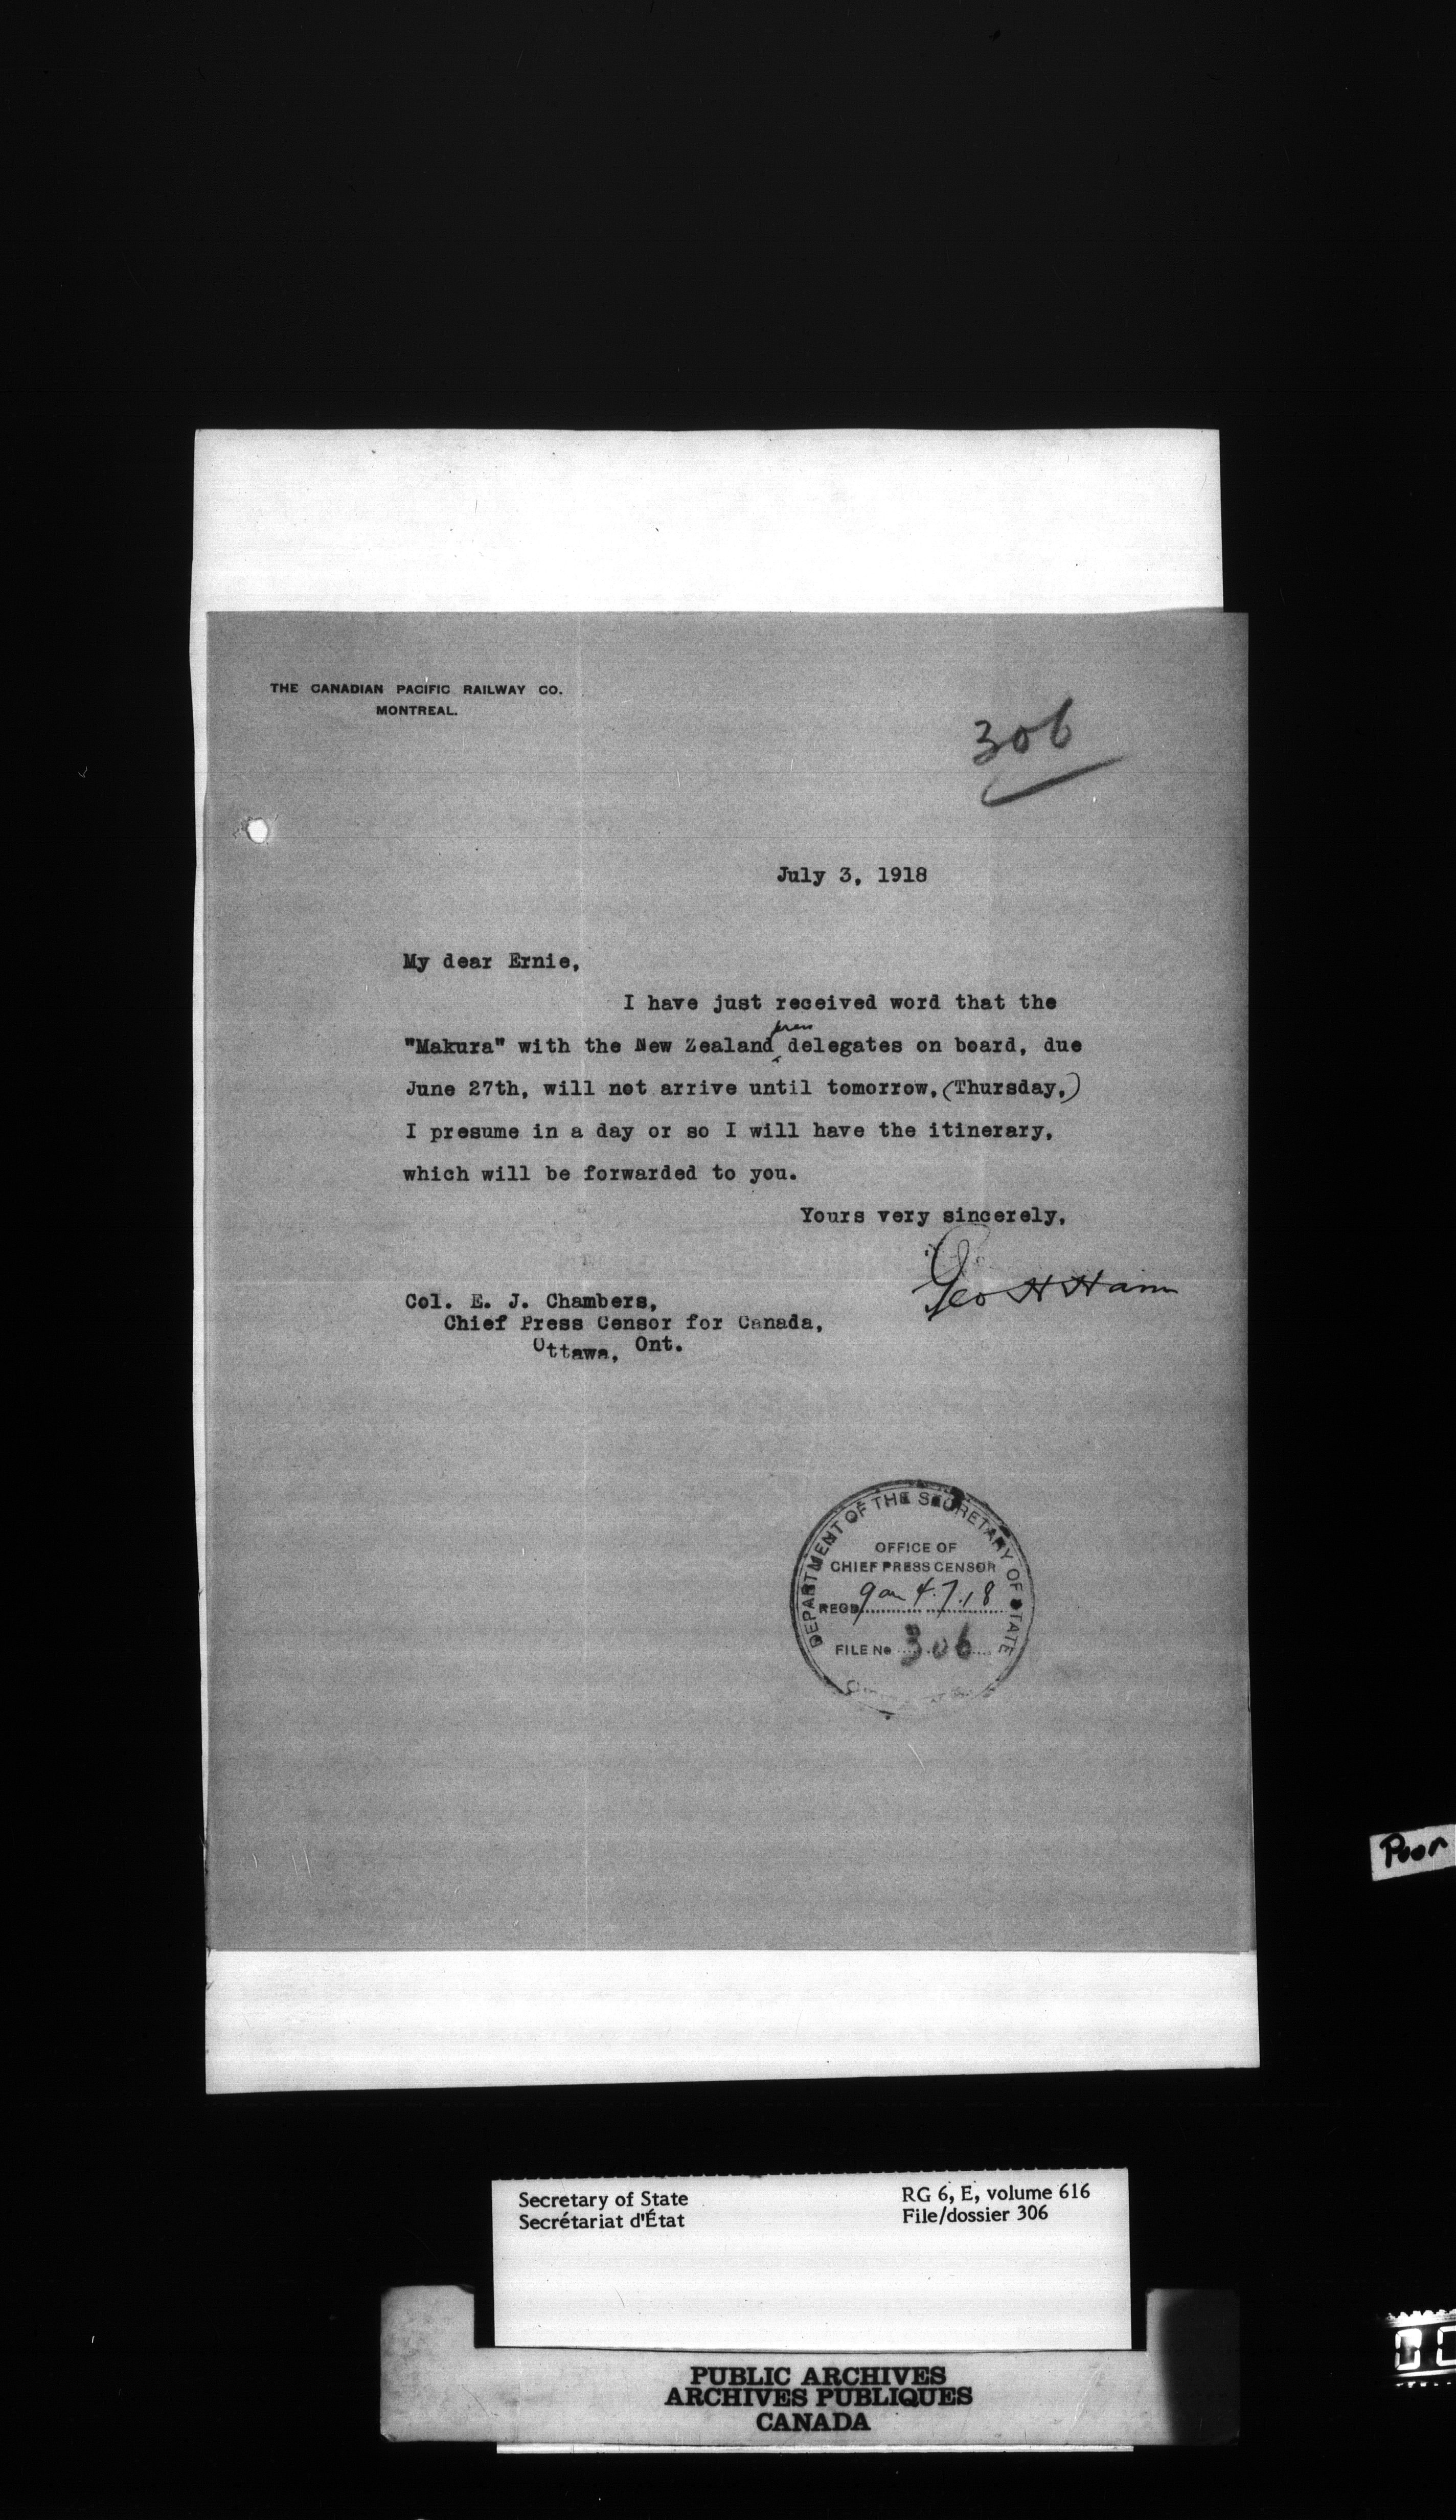 THE CANADIAN PACIFIC RAILWAY CO.
MONTREAL.
306
July 3, 1918
My dear Ernie,
I have just received word that the
"Makura" with the New Zealand press delegates on board, due
June 27th, will not arrive until tomorrow, (Thursday,)
I presume in a day or so I will have the itinerary,
which will be forwarded to you.
Yours very sincerely,
Geo H Ham
Col. E. J. Chambers,
Chief Press Censor for Canada,
Ottawa, Ont.
DEPARTMENT OF THE SECRETARY OF STATE
OFFICE OF
CHIEF PRESS CENSOR
REGD 9am 4.7.18
FILE No 306
Poor
Secretary of State
Secrétariat d'État
RG 6, E, volume 616
File/dossier 306
PUBLIC ARCHIVES
ARCHIVES PUBLIQUES
CANADA